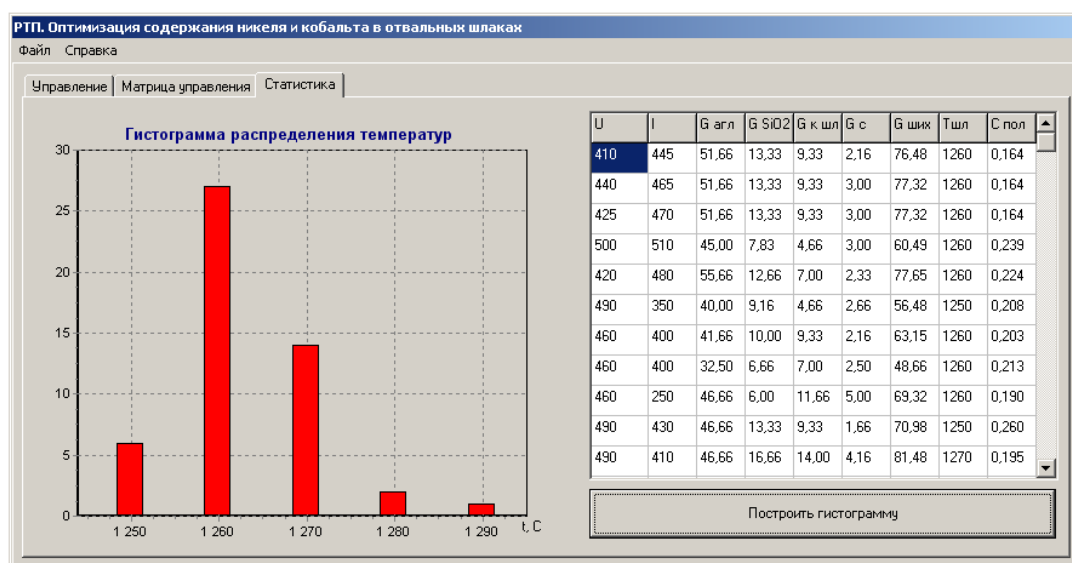 РТП. Оптимизация содержания никеля и кобальта в отвальных шлаках
Файл Справка
Управление Матрица управления Статистика
Гистограмма распределения температур
30
25
20
15
10
5
0
1 250 1 260 1 270 1 280 1 290 t, C
U I G агл G SiO2 G к шл G c G ших Tшл С пол
410 445 51,66 13,33 9,33 2,16 76,48 1260 0,164
440 465 51,66 13,33 9,33 3,00 77,32 1260 0,164
425 470 51,66 13,33 9,33 3,00 77,32 1260 0,164
500 510 45,00 7,83 4,66 3,00 60,49 1260 0,239
420 480 55,66 12,66 7,00 2,33 77,65 1260 0,224
490 350 40,00 9,16 4,66 2,66 56,48 1250 0,208
460 400 41,66 10,00 9,33 2,16 63,15 1260 0,203
460 400 32,50 6,66 7,00 2,50 48,66 1260 0,213
460 250 46,66 6,00 11,66 5,00 69,32 1260 0,190
490 430 46,66 13,33 9,33 1,66 70,98 1250 0,260
490 410 46,66 16,66 14,00 4,16 81,48 1270 0,195
Построить гистограмму